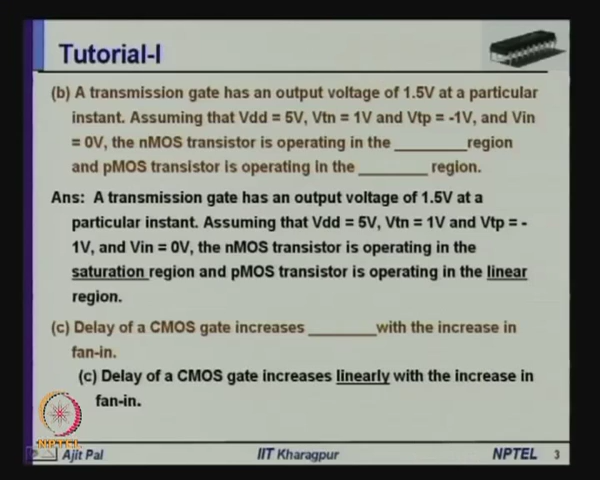 Tutorial-I
(b) A transmission gate has an output voltage of 1.5V at a particular
instant. Assuming that Vdd = 5V, Vtn = 1V and Vtp = -1V, and Vin
= 0V, the nMOS transistor is operating in the _________region
and pMOS transistor is operating in the ________ region.
Ans: A transmission gate has an output voltage of 1.5V at a
particular instant. Assuming that Vdd = 5V, Vtn = 1V and Vtp = -
1V, and Vin = 0V, the nMOS transistor is operating in the
saturation region and pMOS transistor is operating in the linear
region.
(c) Delay of a CMOS gate increases ________with the increase in
fan-in.
(c) Delay of a CMOS gate increases linearly with the increase in
fan-in.
NPTEL
Ajit Pal IIT Kharagpur NPTEL 3